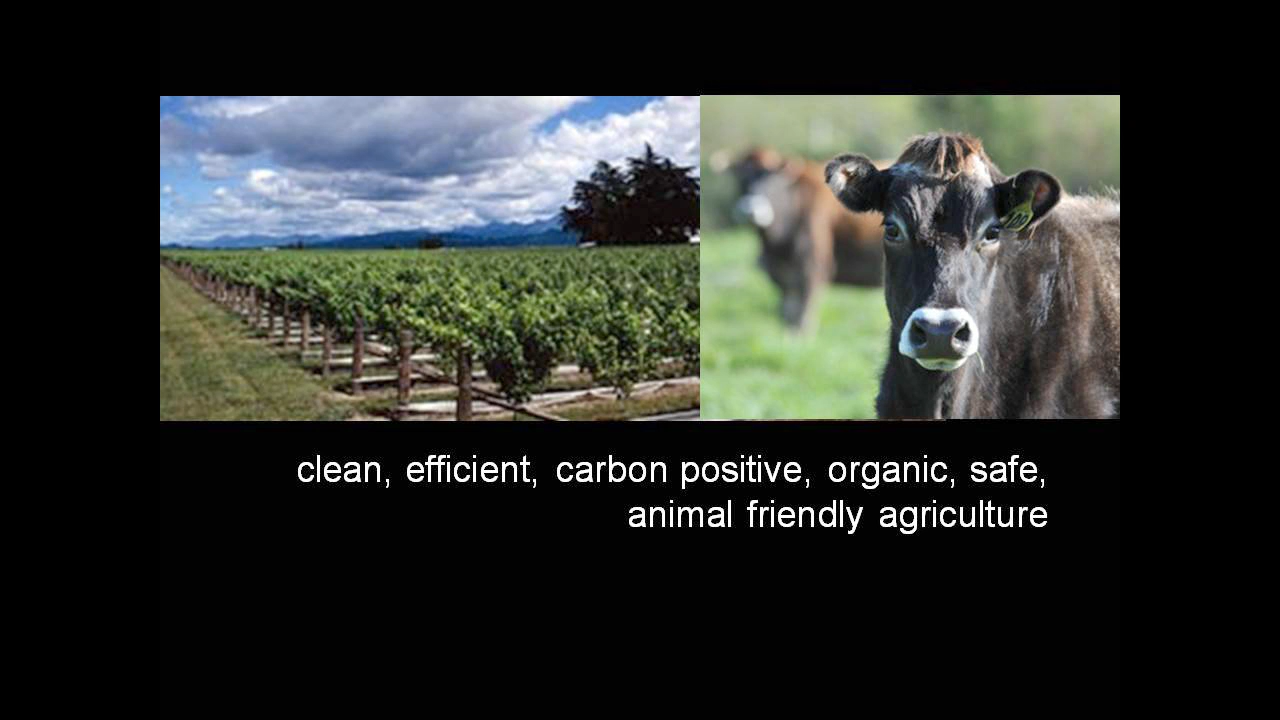 clean, efficient, carbon positive, organic, safe,
animal friendly agriculture